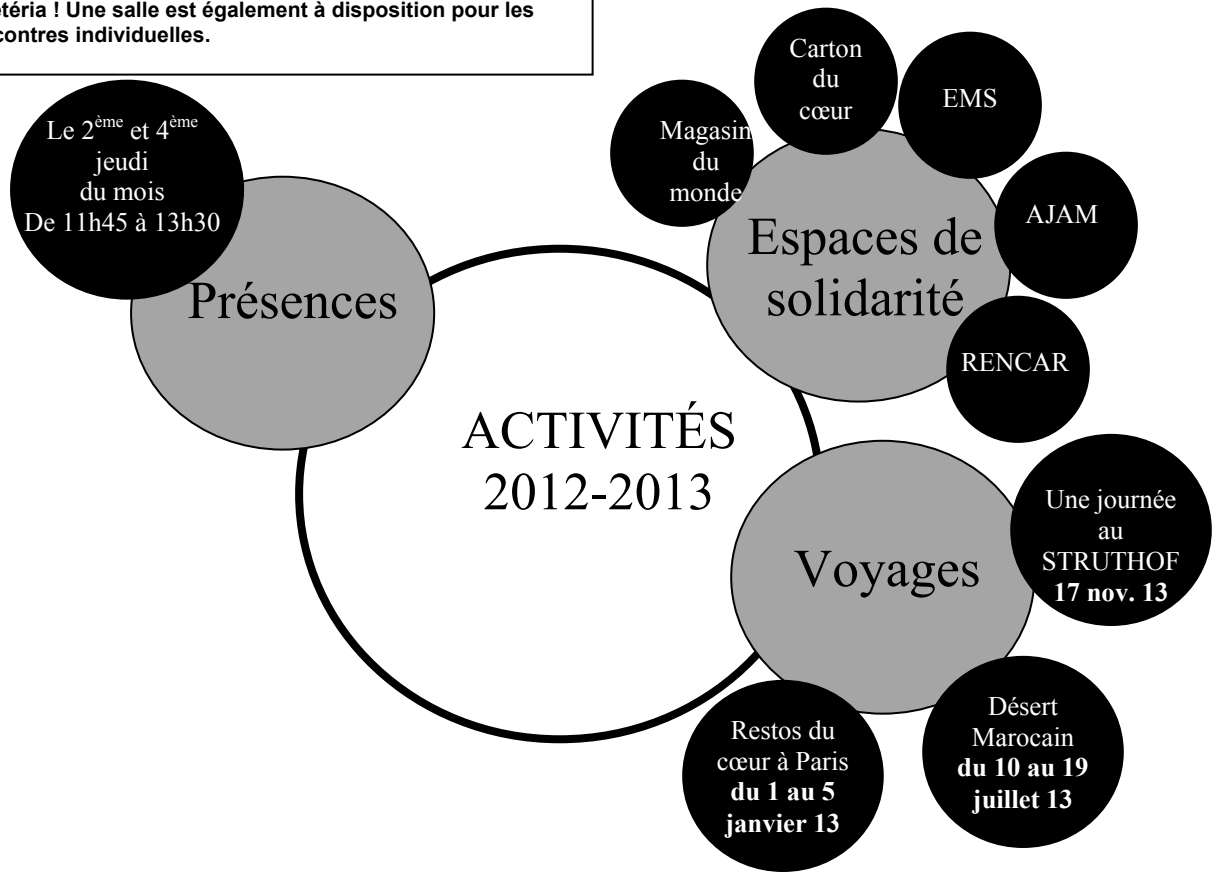 ! Une salle est également à disposition pour les
individuelles.
Le 2ème et 4ème
jeudi
du mois
De 11h45 à 13h30
Présences
Carton
du
cœur
EMS
Magasin
du
monde
AJAM
Espaces de
solidarité
RENCAR
ACTIVITÉS
2012-2013
Une journée
au
STRUTHOF
17 nov. 13
Voyages
Désert
Marocain
du 10 au 19
juillet 13
Restos du
cœur à Paris
du 1 au 5
janvier 13